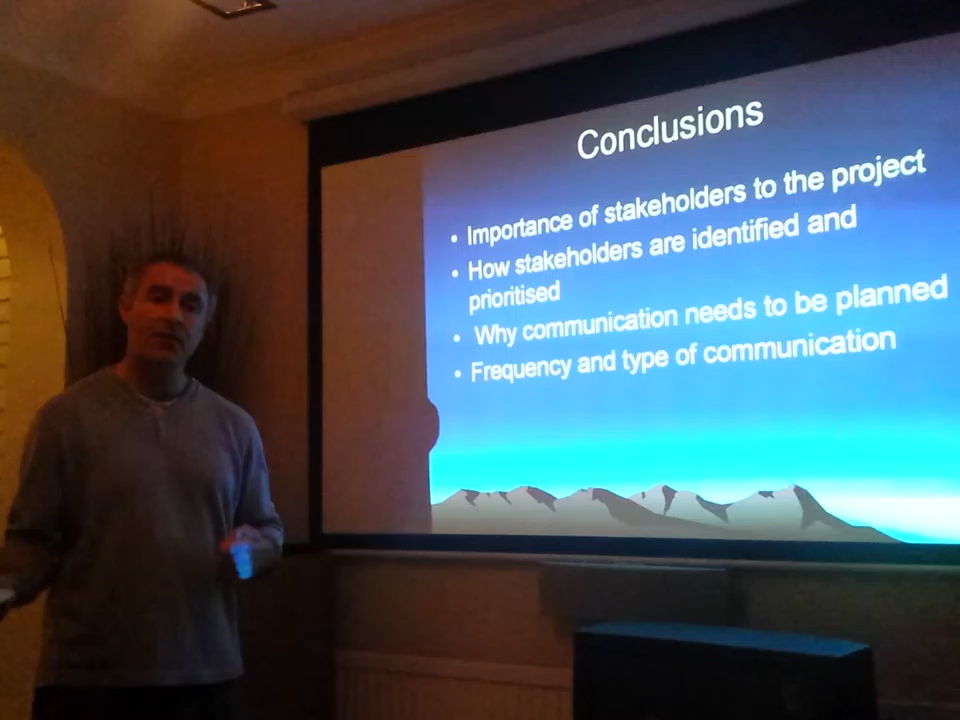 Conclusions
• Importance of stakeholders to the project
• How stakeholders are identified and
prioritised
• Why communication needs to be planned
• Frequency and type of communication